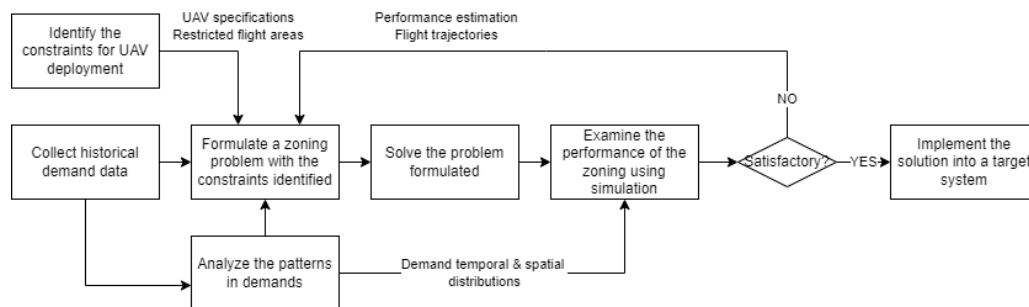 Identify the
constraints for UAV
deployment
UAV specifications
Restricted flight areas
Performance estimation
Flight trajectories
NO
Collect historical
demand data
Formulate a zoning
problem with the
constraints identified
Solve the problem
formulated
Examine the
performance of the
zoning using
simulation
Satisfactory?
YES
Implement the
solution into a target
system
Analyze the patterns
in demands
Demand temporal & spatial
distributions